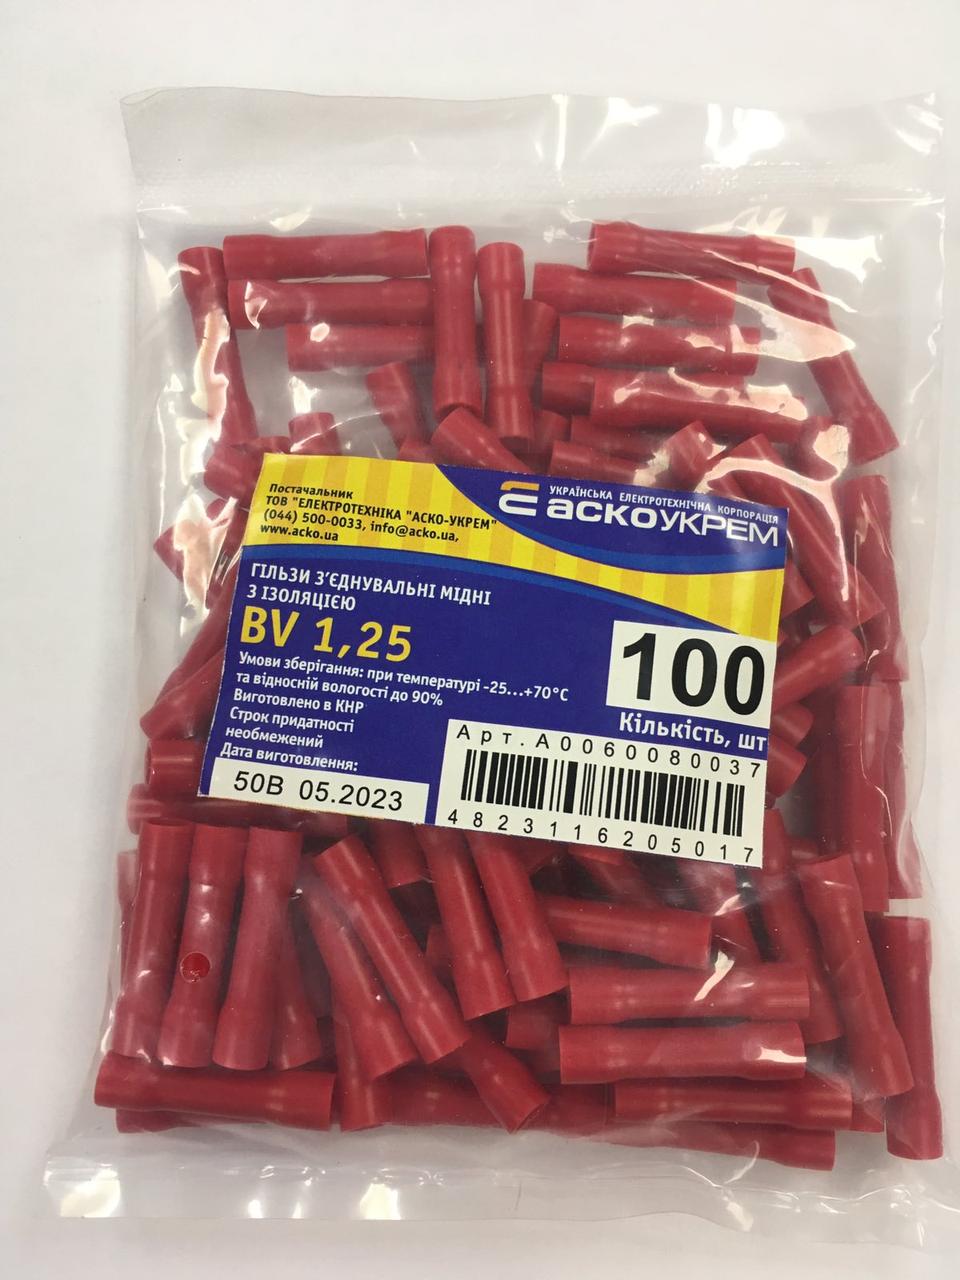 Постачальник
ТОВ "ЕЛЕКТРОТЕХНІКА "АСКО-УКРЕМ"
(044) 500-0033, info@acko.ua,
www.acko.ua
УКРАЇНСЬКА ЕЛЕКТРОТЕХНІЧНА КОРПОРАЦІЯ
АСКОУКРЕМ
ГІЛЬЗИ З'ЄДНУВАЛЬНІ МІДНІ
З ІЗОЛЯЦІЄЮ
BV 1,25
Умови зберігання: при температурі -25...+70°C
та відносній вологості до 90%
Виготовлено в КНР
Строк придатності
необмежений
Дата виготовлення:
50В 05.2023
100
Кількість, шт
Арт.A0060080037
4823116205017